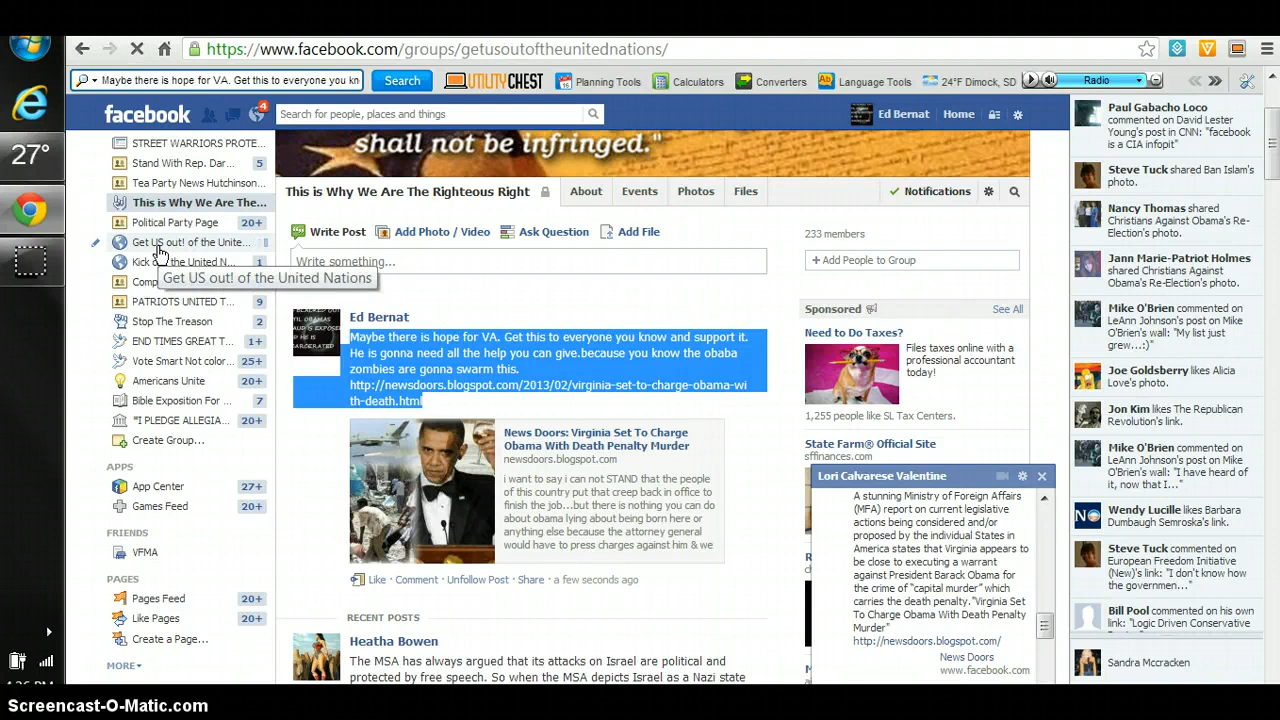 https://www.facebook.com/groups/getusoutoftheunitednations/
Maybe there is hope for VA. Get this to everyone you kn
Search
UTILITYCHEST
Planning Tools
Calculators
Converters
Language Tools
24°F Dimock, SD
Radio
facebook
4
Search for people, places and things
Ed Bernat
Home
27°
STREET WARRIORS PROTE...
Stand With Rep. Dar... 5
Tea Party News Hutchinson...
This is Why We Are The...
Political Party Page 20+
Get US out! of the Unite...
Kick o the United N... 1
Get US out! of the United Nations
Comp
PATRIOTS UNITED T... 9
Stop The Treason 2
END TIMES GREAT T... 1+
Vote Smart Not color... 25+
Americans Unite 2
Bible Exposition For ... 7
"I PLEDGE ALLEGIA... 20+
Create Group...
APPS
App Center 27+
Games Feed 20+
FRIENDS
VFMA
PAGES
Pages Feed 20+
Like Pages 20+
Create a Page...
MORE
shall not be infringed."
This is Why We Are The Righteous Right
About
Events
Photos
Files
Notifications
Write Post
Add Photo / Video
Ask Question
Add File
Write something...
Ed Bernat
Maybe there is hope for VA. Get this to everyone you know and support it.
He is gonna need all the help you can give.because you know the obaba
zombies are gonna swarm this.
http://newsdoors.blogspot.com/2013/02/virginia-set-to-charge-obama-wi
th-death.html
News Doors: Virginia Set To Charge
Obama With Death Penalty Murder
newsdoors.blogspot.com
i want to say i can not STAND that the people
of this country put that creep back in office to
finish the job...but there is nothing you can do
about obama lying about being born here or
anything else because the attorney general
would have to press charges against him & we
Like · Comment · Unfollow Post · Share · a few seconds ago
RECENT POSTS
Heatha Bowen
The MSA has always argued that its attacks on Israel are political and
protected by free speech. So when the MSA depicts Israel as a Nazi state
233 members
+ Add People to Group
Sponsored
See All
Need to Do Taxes?
Files taxes online with a
professional accountant
today!
1,255 people like SL Tax Centers.
State Farm® Official Site
sffinances.com
Lori Calvarese Valentine
A stunning Ministry of Foreign Affairs
(MFA) report on current legislative
actions being considered and/or
proposed by the individual States in
America states that Virginia appears to
be close to executing a warrant
against President Barack Obama for
the crime of "capital murder" which
carries the death penalty. "Virginia Set
To Charge Obama With Death Penalty
Murder"
http://newsdoors.blogspot.com/
News Doors
www.facebook.com
Paul Gabacho Loco
commented on David Lester
Young's post in CNN: "facebook
is a CIA infopit"
Steve Tuck shared Ban Islam's
photo.
Nancy Thomas shared
Christians Against Obama's Re-
Election's photo.
Jann Marie-Patriot Holmes
shared Christians Against
Obama's Re-Election's photo.
Mike O'Brien commented on
LeAnn Johnson's post on Mike
O'Brien's wall: "My list just
grew...:)
Joe Goldsberry likes Alicia
Love's photo.
Jon Kim likes The Republican
Revolution's link.
Mike O'Brien commented on
LeAnn Johnson's post on Mike
O'Brien's wall: "I have heard of
it, now that I..."
Wendy Lucille likes Barbara
Dumbaugh Semroska's link.
Steve Tuck commented on
European Freedom Initiative
(New)'s link: "I don't know how
the governmen..."
Bill Pool commented on his own
link: "Logic Driven Conservative
Sandra Mccracken
Screencast-O-Matic.com